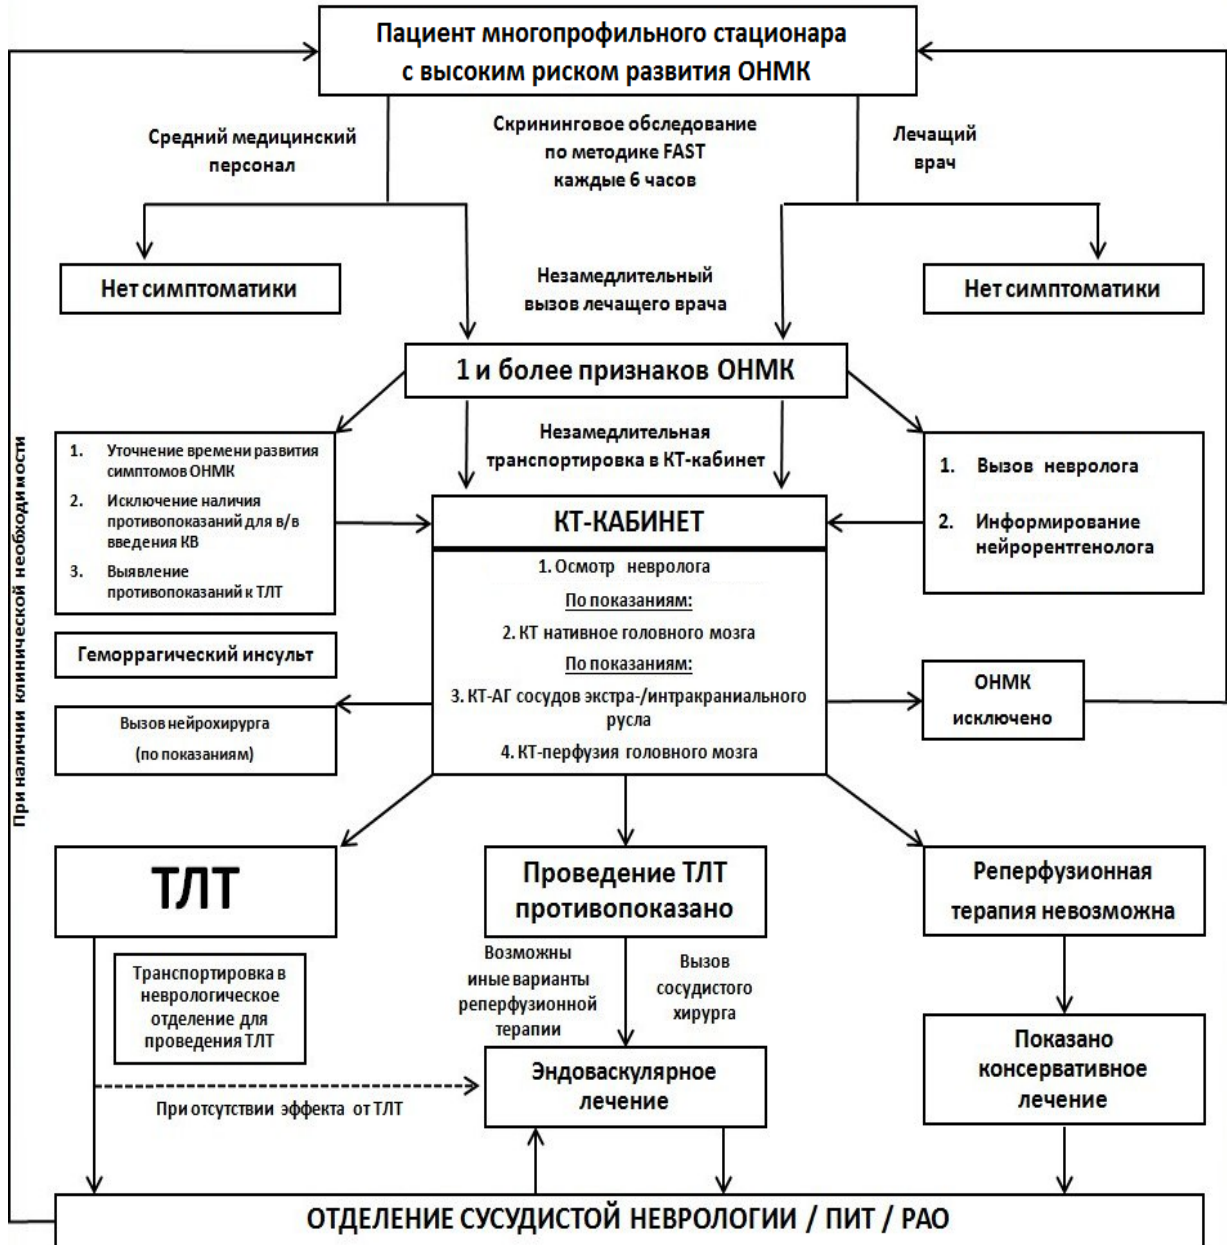 Пациент многопрофильного стационара
с высоким риском развития ОНМК
Средний медицинский
персонал
Скрининговое обследование
по методике FAST
каждые 6 часов
Лечащий
врач
Нет симптоматики
Незамедлительный
вызов лечащего врача
Нет симптоматики
1 и более признаков ОНМК
Незамедлительная
транспортировка в КТ-кабинет
1. Уточнение времени развития
симптомов ОНМК
2. Исключение наличия
противопоказаний для в/в
введения КВ
3. Выявление
противопоказаний к ТЛТ
1. Вызов невролога
2. Информирование
нейрорентгенолога
КТ-КАБИНЕТ
1. Осмотр невролога
По показаниям:
2. КТ нативное головного мозга
По показаниям:
3. КТ-АГ сосудов экстра-/интракраниального
русла
4. КТ-перфузия головного мозга
Геморрагический инсульт
Вызов нейрохирурга
(по показаниям)
ОНМК
исключено
При наличии клинической необходимости
ТЛТ
Проведение ТЛТ
противопоказано
Реперфузионная
терапия невозможна
Транспортировка в
неврологическое
отделение для
проведения ТЛТ
Возможны
иные варианты
реперфузионной
терапии
Вызов
сосудистого
хирурга
При отсутствии эффекта от ТЛТ
Эндоваскулярное
лечение
Показано
консервативное
лечение
ОТДЕЛЕНИЕ СУСУДИСТОЙ НЕВРОЛОГИИ / ПИТ / РАО